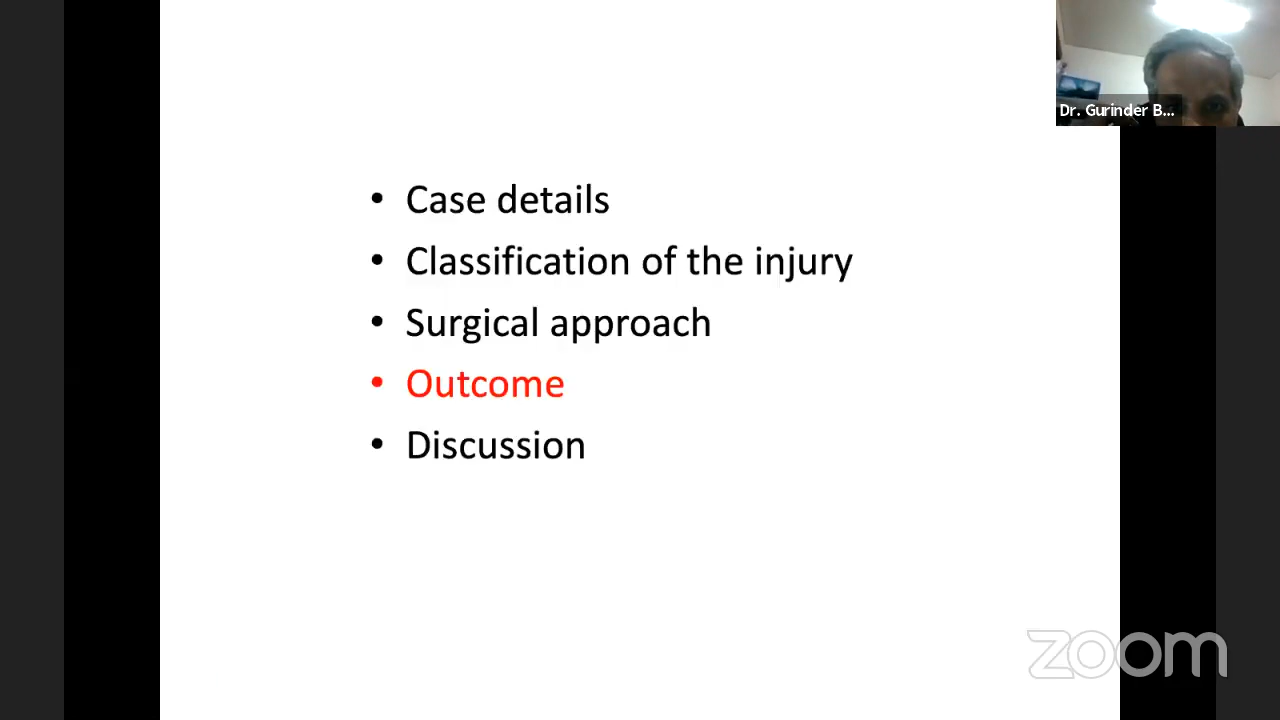 Dr. Gurinder B...
• Case details
• Classification of the injury
• Surgical approach
• Outcome
• Discussion
zoom